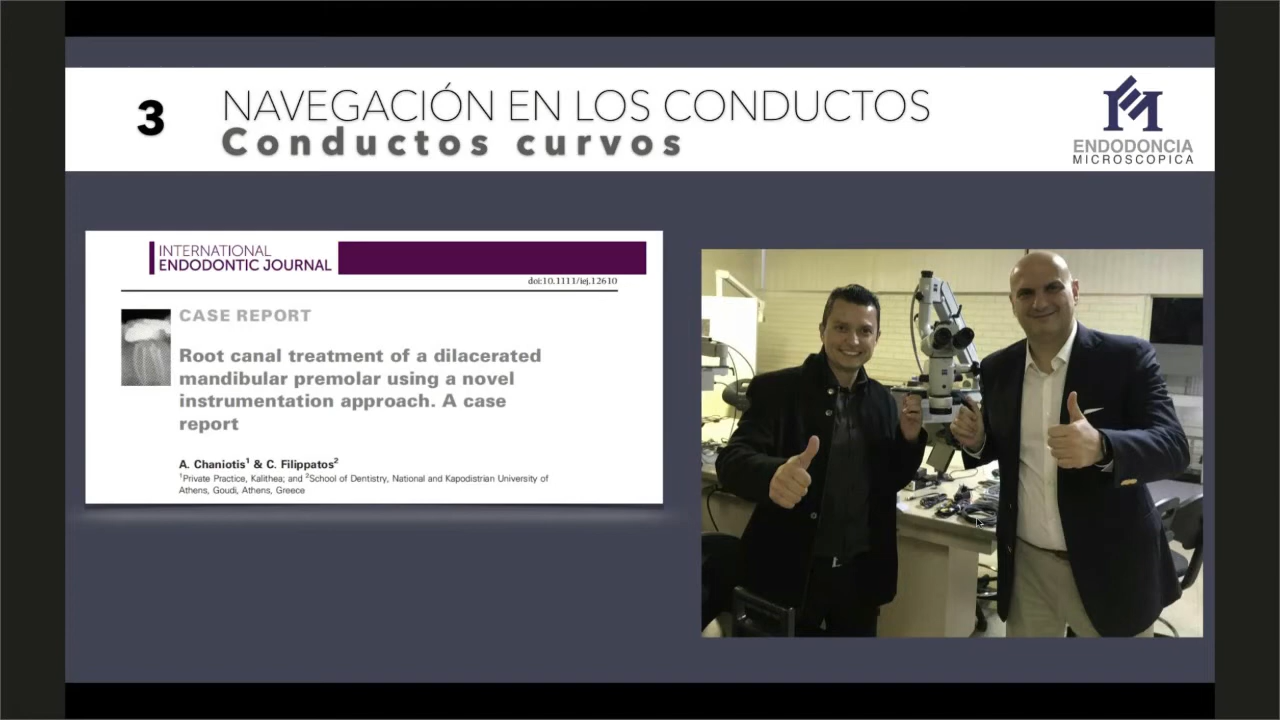 3
NAVEGACIÓN EN LOS CONDUCTOS
Conductos curvos
ENDODONCIA
MICROSCOPICA
INTERNATIONAL
ENDODONTIC JOURNAL
doi:10.1111/iej.12610
CASE REPORT
Root canal treatment of a dilacerated
mandibular premolar using a novel
instrumentation approach. A case
report
A. Chaniotis¹ & C. Filippatos²
¹Private Practice, Kalithea; and ²School of Dentistry, National and Kapodistrian University of
Athens, Goudi, Athens, Greece